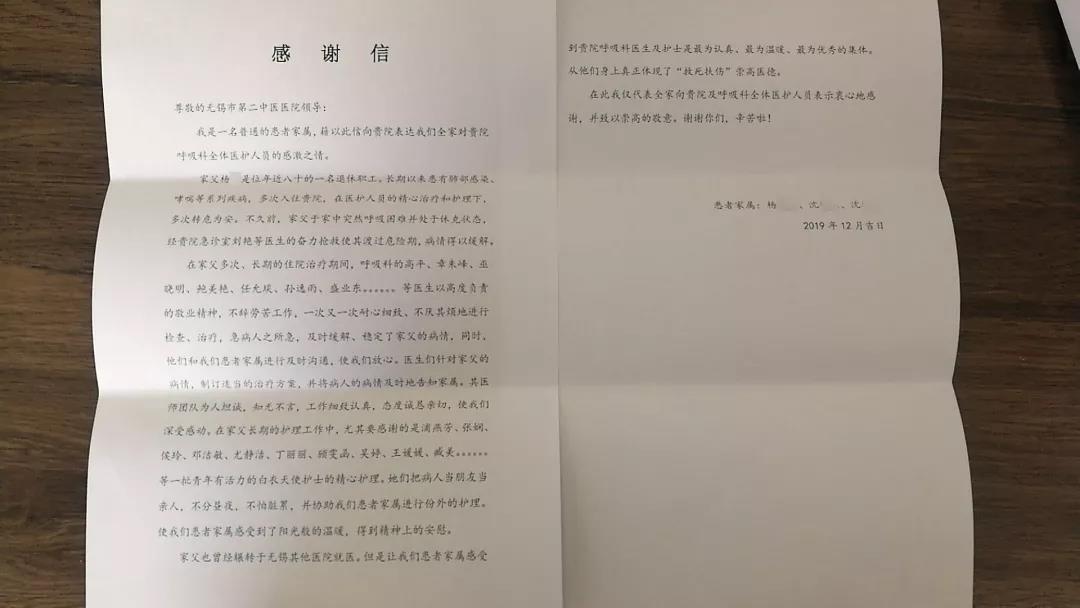 感 谢 信
尊敬的无锡市第二中医医院领导：
我是一名普通的患者家属，藉以此信向贵院表达我们全家对贵院
呼吸科全体医护人员的感激之情。
家父杨 是位年近八十的一名退休职工。长期以来患有肺部感染、
哮喘等系列疾病，多次入住贵院，在医护人员的精心治疗和护理下，
多次转危为安。不久前，家父于家中突然呼吸困难并处于休克状态，
经贵院急诊室刘艳等医生的奋力抢救使其渡过危险期，病情得以缓解。
在家父多次、长期的住院治疗期间，呼吸科的高平、章朱峰、巫
晓明、艳美艳、任允琰、孙逸雨、盛业东。。。。。。等医生以高度负责
的敬业精神，不辞劳苦工作，一次又一次耐心细致、不厌其烦地进行
检查、治疗，急病人之所急，及时缓解、稳定了家父的病情，同时，
他们和我们患者家属进行及时沟通，使我们放心。医生们针对家父的
病情，制订适当的治疗方案，并将病人的病情及时地告知家属。其医
师团队为人坦诚，知无不言，工作细致认真，态度诚恳亲切，使我们
深受感动。在家父长期的护理工作中，尤其要感谢的是浦燕芳、张娴、
侯玲、邓洁敏、尤静洁、丁丽丽、顾雯函、吴婷、王媛媛、臧美。。。。。。
等一批青年有活力的白衣天使护士的精心护理。她们把病人当朋友当
亲人，不分昼夜，不怕脏累，并协助我们患者家属进行份外的护理。
使我们患者家属感受到了阳光般的温暖，得到精神上的安慰。
家父也曾经辗转于无锡其他医院就医。但是让我们患者家属感受
到贵院呼吸科医生及护士是最为认真、最为温暖、最为优秀的集体。
从他们身上真正体现了“救死扶伤”崇高医德。
在此我仅代表全家向贵院及呼吸科全体医护人员表示衷心地感
谢，并致以崇高的敬意。谢谢你们，辛苦啦！
患者家属：杨 、沈 、沈
2019 年 12 月吉日